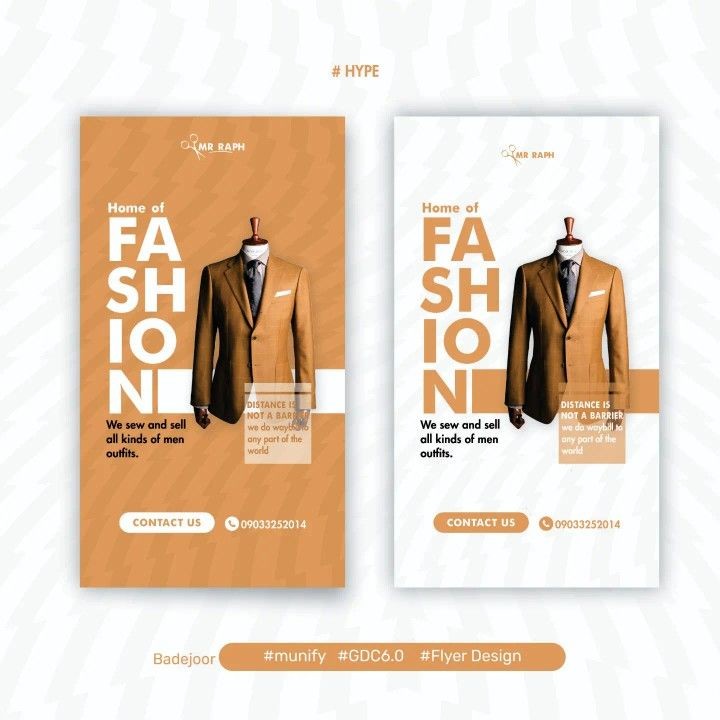 # HYPE
MR RAPH
Home of
FA
SH
IO
N
We sew and sell
all kinds of men
outfits.
DISTANCE IS
NOT A BARRIER
we do waybill to
any part of the
world
CONTACT US
09033252014
MR RAPH
Home of
FA
SH
IO
N
We sew and sell
all kinds of men
outfits.
DISTANCE IS
NOT A BARRIER
we do waybill to
any part of the
world
CONTACT US
09033252014
Badejoor
#munify #GDC6.0 #Flyer Design